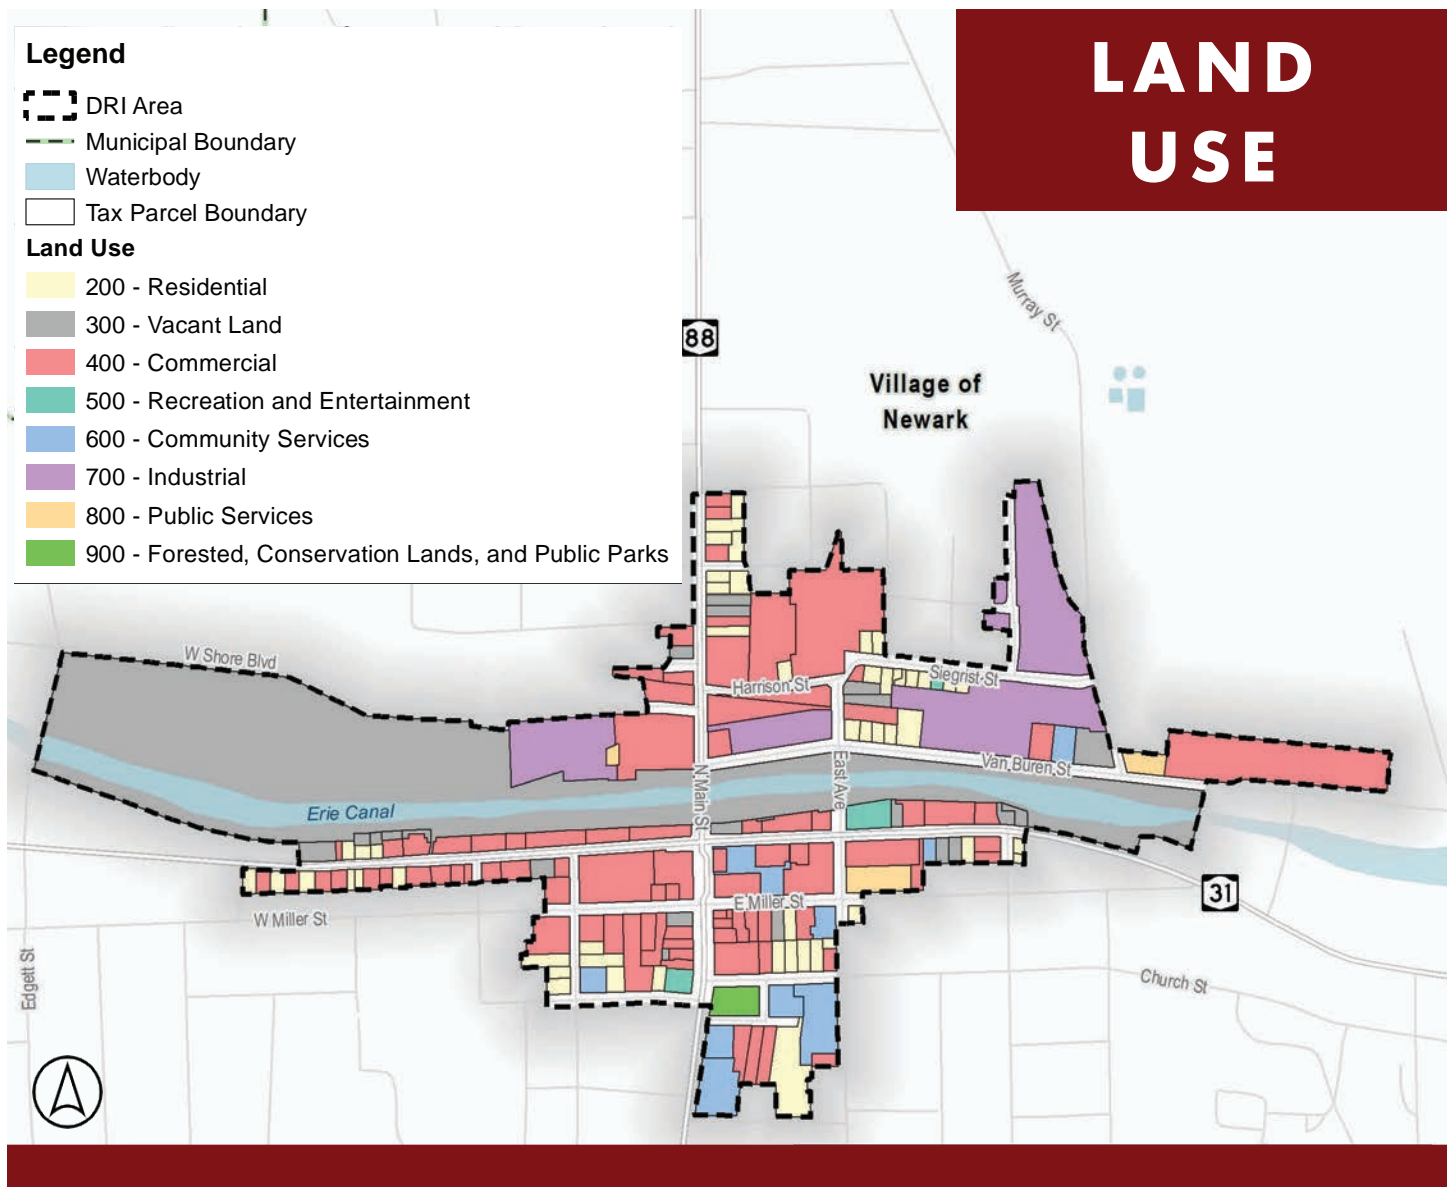 LAND
USE
Legend
DRI Area
Municipal Boundary
Waterbody
Tax Parcel Boundary
Land Use
200 - Residential
300 - Vacant Land
400 - Commercial
500 - Recreation and Entertainment
600 - Community Services
700 - Industrial
800 - Public Services
900 - Forested, Conservation Lands, and Public Parks
88
Murray St
Village of
Newark
W Shore Blvd
Harrison St
Siegrist St
N Main St
East Ave
Van Buren St
Erie Canal
31
E Miller St
W Miller St
Edgett St
Church St